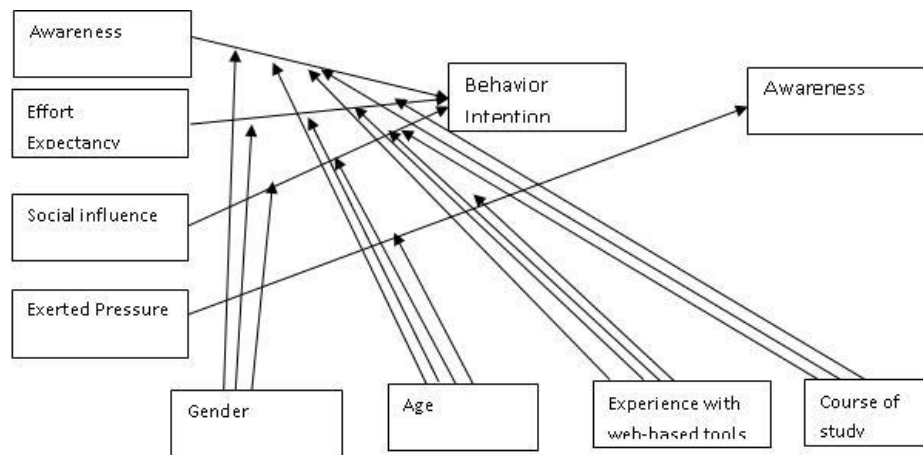 Awareness
Effort
Expectancy
Social influence
Exerted Pressure
Behavior
Intention
Awareness
Gender
Age
Experience with
web-based tools
Course of
study